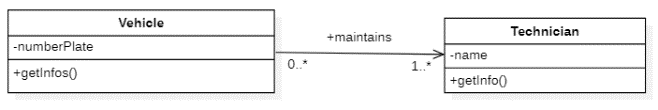 Vehicle
-numberPlate
+getInfos()
+maintains
0..*
1..*
Technician
-name
+getInfo()